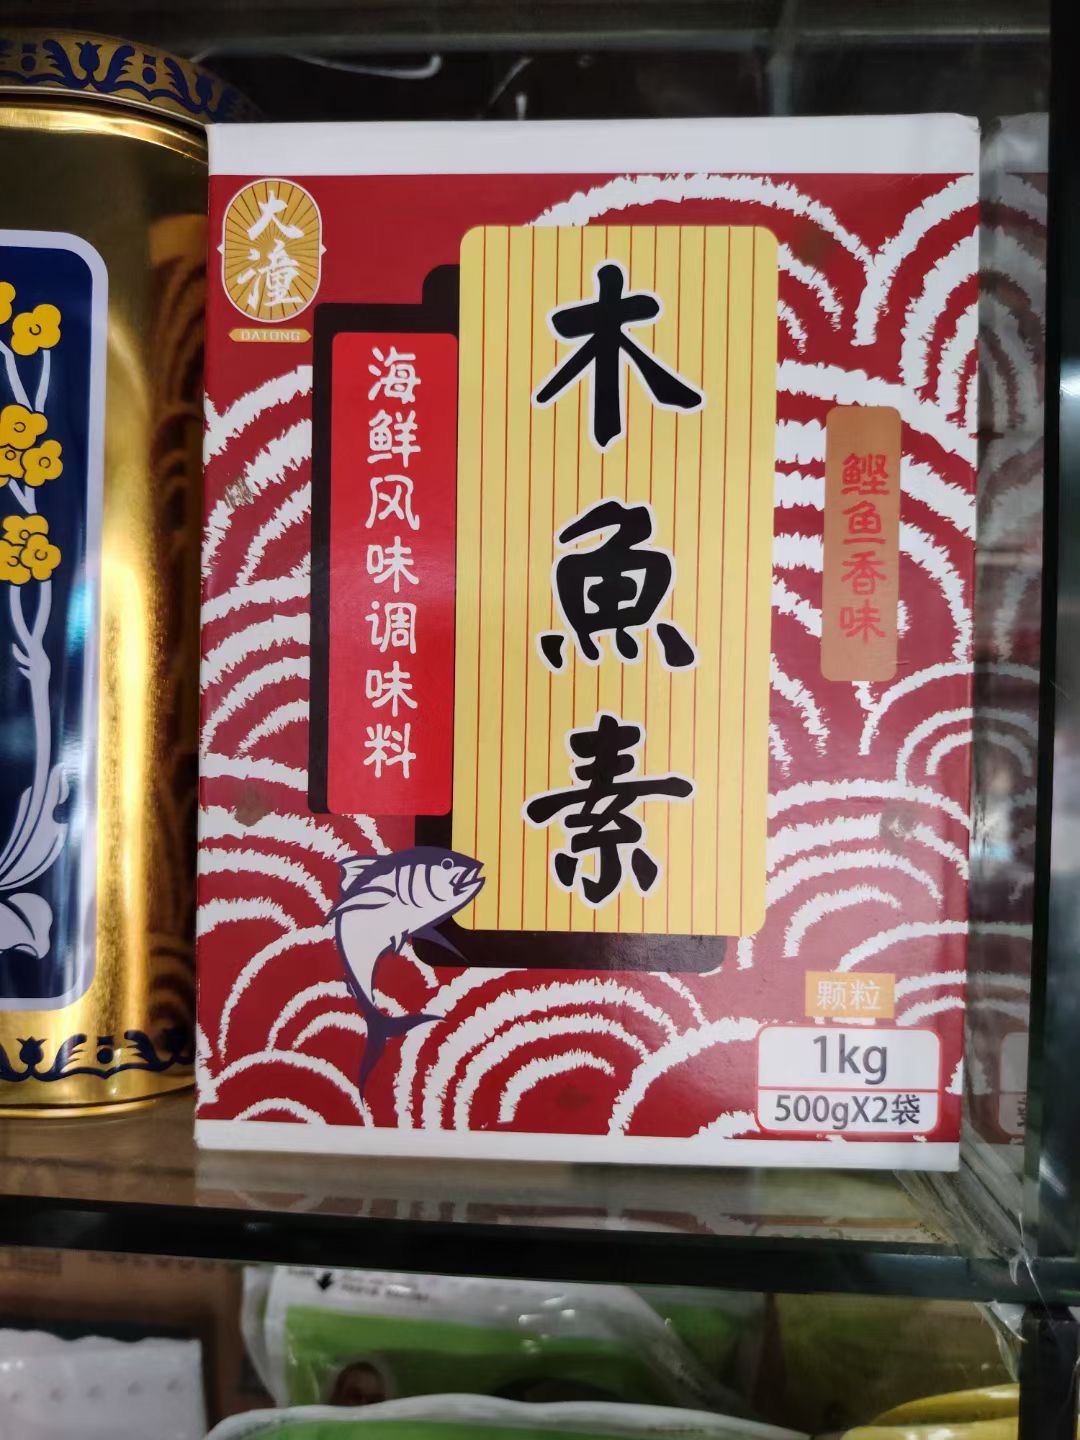 大潼
DATONG
木魚素
海鲜风味调味料
鲣鱼香味
颗粒
1kg
500gX2袋